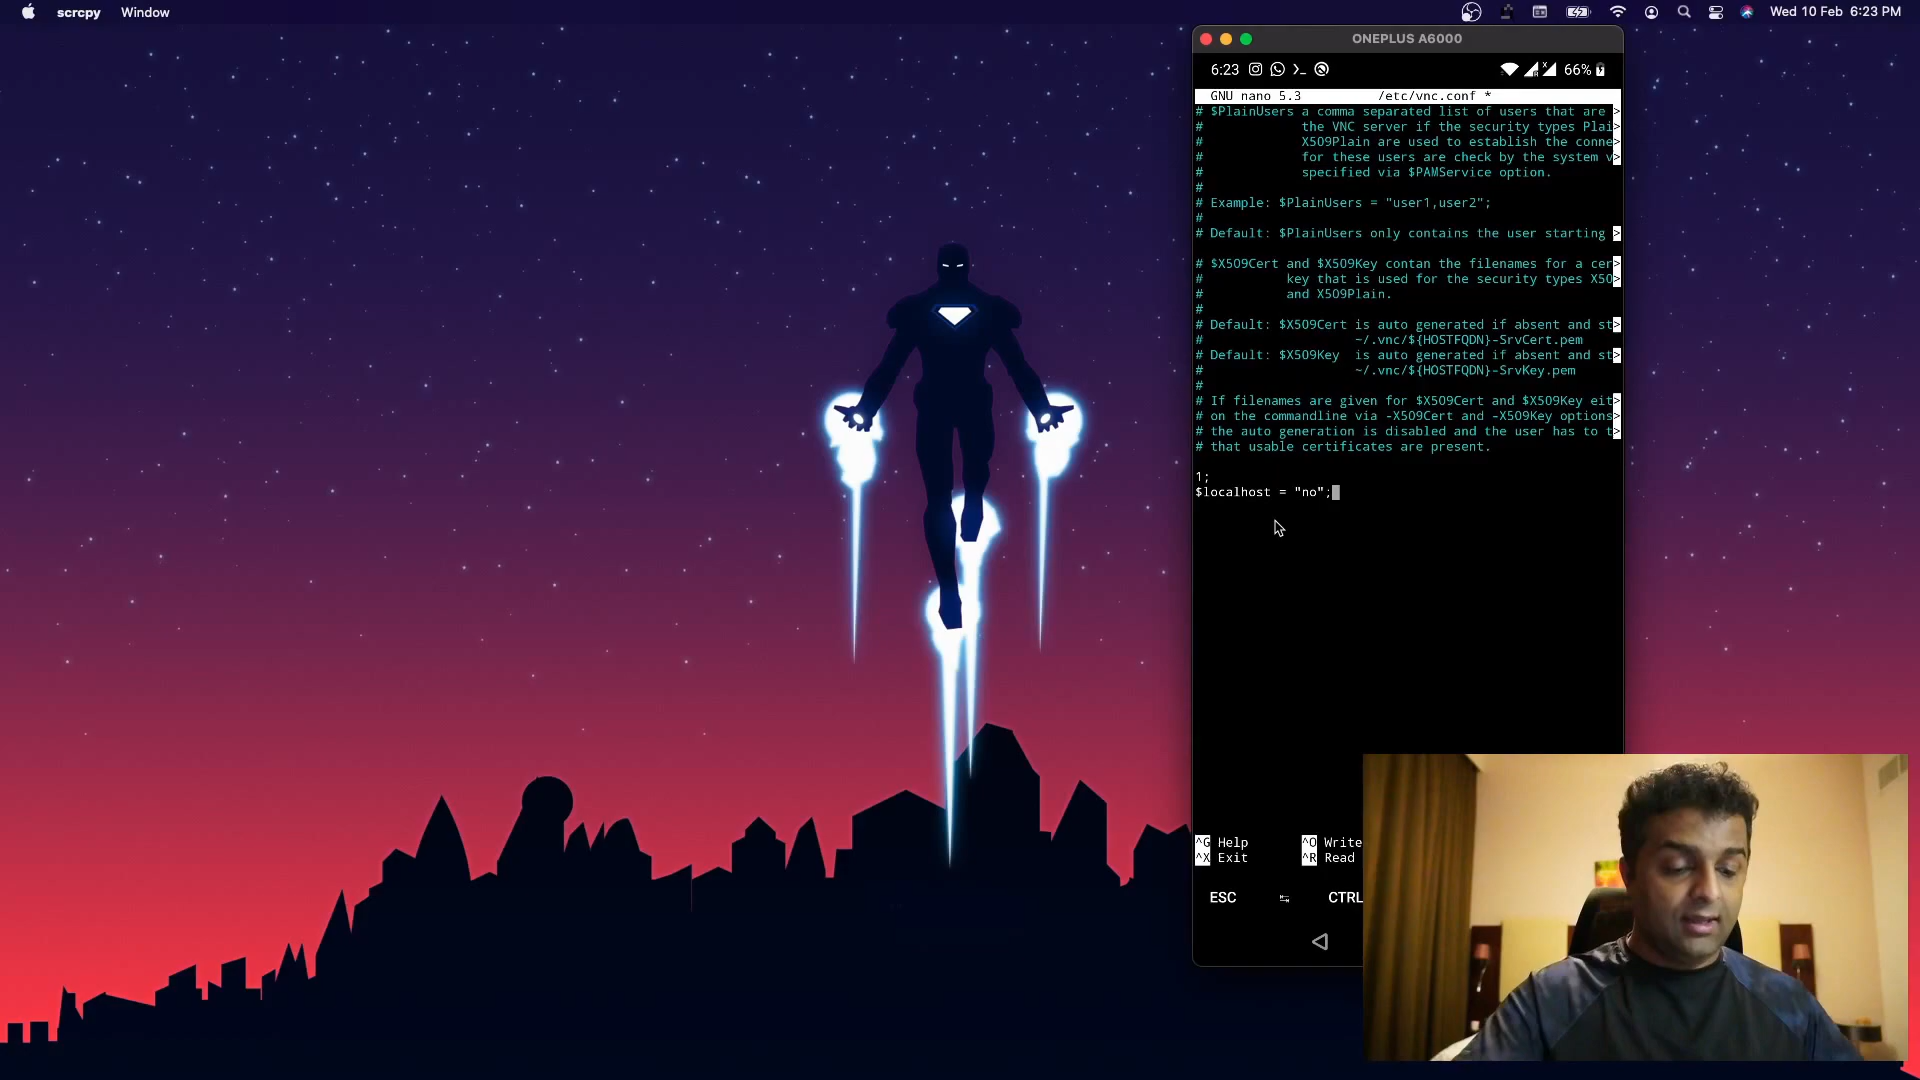 scrcpy Window Wed 10 Feb 6:23 PM
ONEPLUS A6000
6:23 66%
GNU nano 5.3 /etc/vnc.conf *
# $PlainUsers a comma separated list of users that are >
# the VNC server if the security types Plai>
# X509Plain are used to establish the conne>
# for these users are check by the system v>
# specified via $PAMService option.
#
# Example: $PlainUsers = "user1,user2";
#
# Default: $PlainUsers only contains the user starting >
# $X509Cert and $X509Key contan the filenames for a cer>
# key that is used for the security types X50>
# and X509Plain.
#
# Default: $X509Cert is auto generated if absent and st>
# ~/.vnc/${HOSTFQDN}-SrvCert.pem
# Default: $X509Key is auto generated if absent and st>
# ~/.vnc/${HOSTFQDN}-SrvKey.pem
#
# If filenames are given for $X509Cert and $X509Key eit>
# on the commandline via -X509Cert and -X509Key options>
# the auto generation is disabled and the user has to t>
# that usable certificates are present.
1;
$localhost = "no";
^G Help ^O Write
^X Exit ^R Read
ESC CTRL